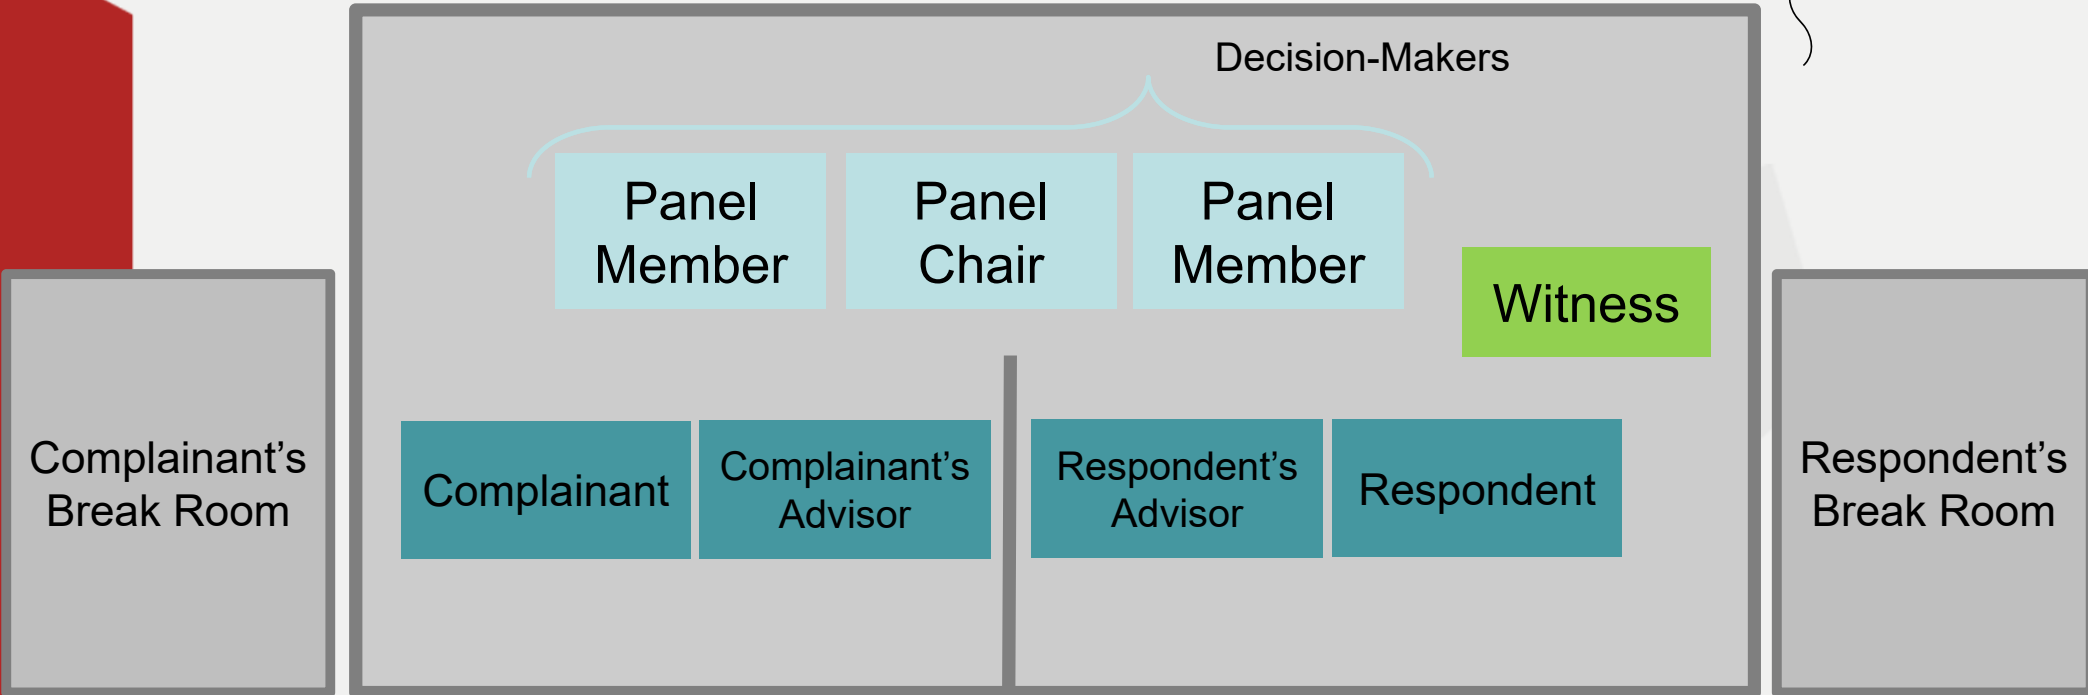 Decision-Makers
Panel
Member
Panel
Chair
Panel
Member
Witness
Complainant’s
Break Room
Complainant
Complainant’s
Advisor
Respondent’s
Advisor
Respondent
Respondent’s
Break Room